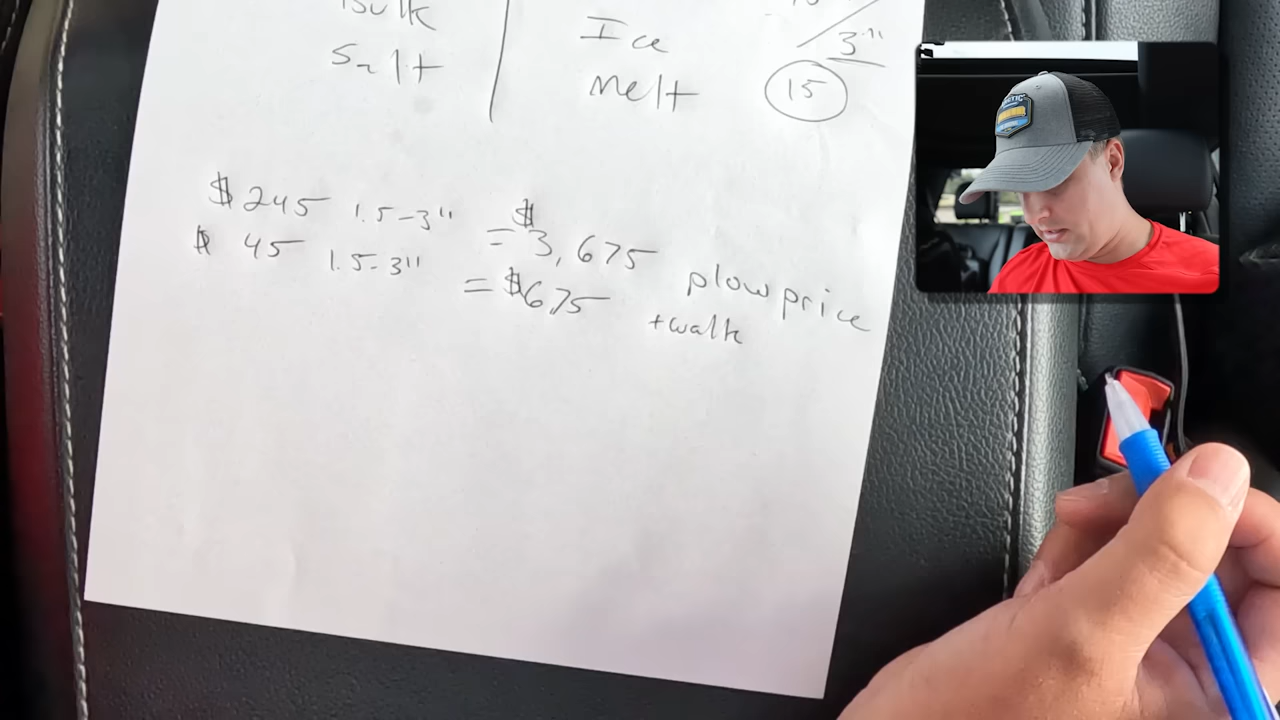 Bulk
Salt
Ice
Melt
3"
15
$245 1.5-3" = $3,675 plow price
$ 45 1.5-3" = $675 + walk